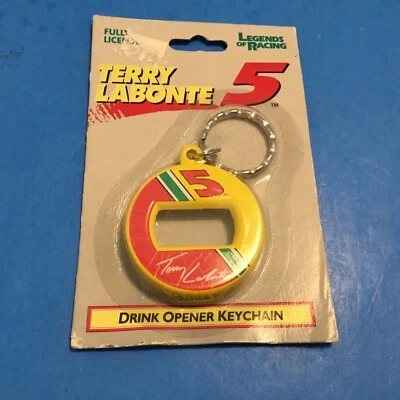 FULLY
LICENSED
LEGENDS
OF RACING
TERRY
LABONTE
5
TM
5
Terry Labonte
DRINK OPENER KEYCHAIN